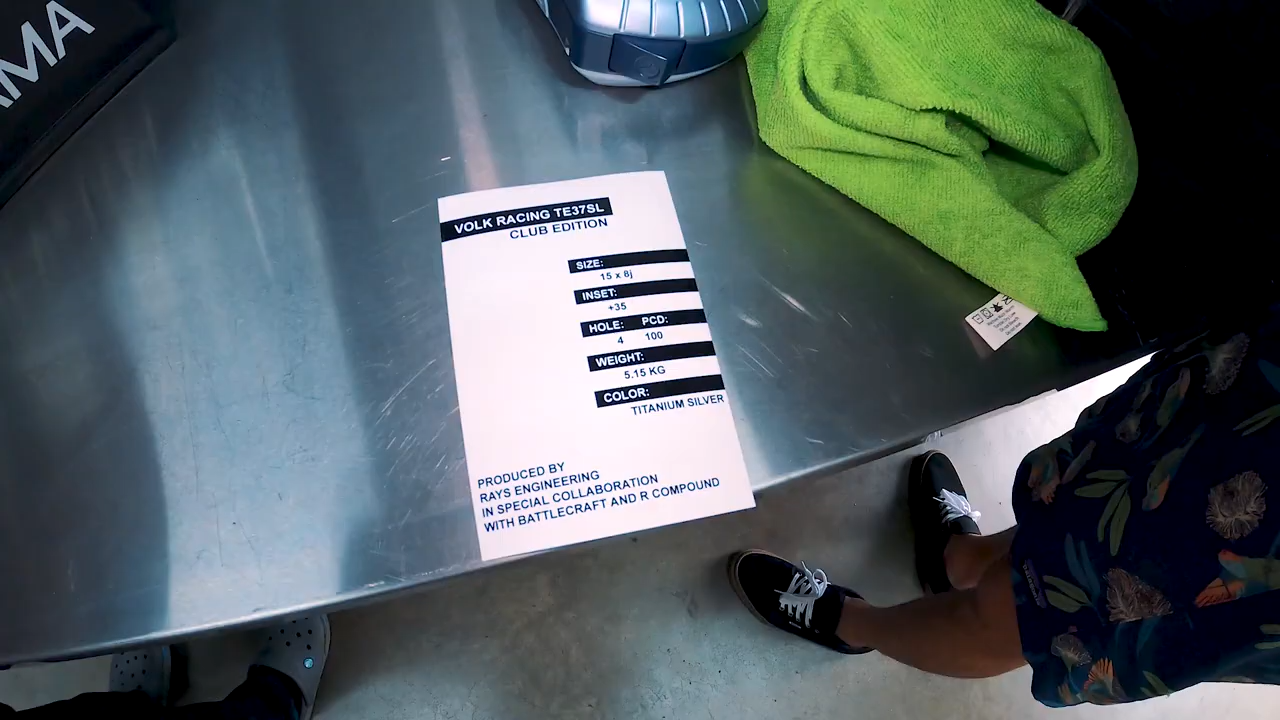 VOLK RACING TE37SL
CLUB EDITION
SIZE:
15 x 8j
INSET:
+35
HOLE: PCD:
4 100
WEIGHT:
5.15 KG
COLOR:
TITANIUM SILVER
PRODUCED BY
RAYS ENGINEERING
IN SPECIAL COLLABORATION
WITH BATTLECRAFT AND R COMPOUND